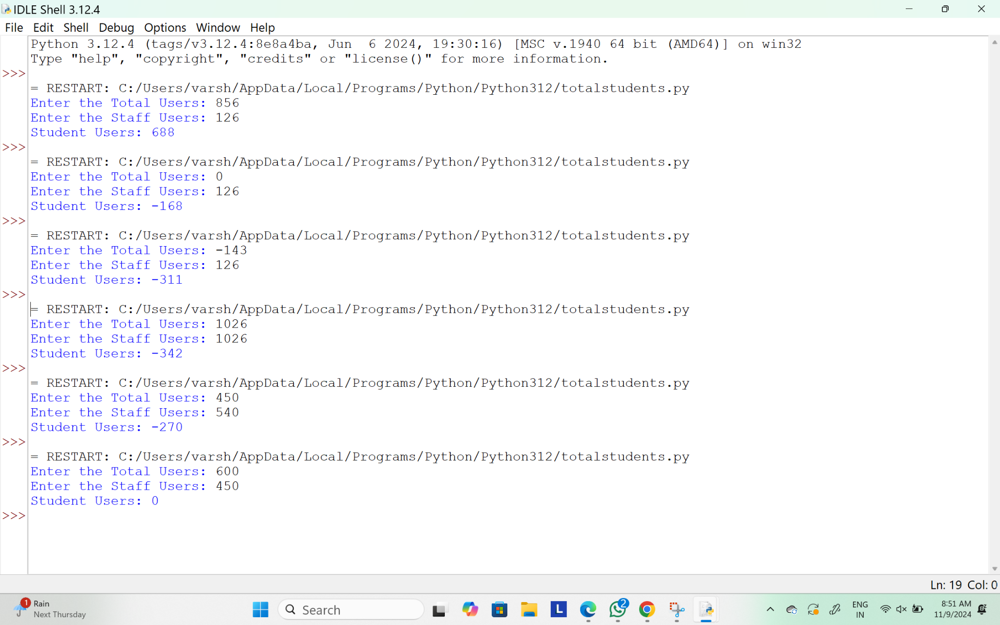 IDLE Shell 3.12.4
File Edit Shell Debug Options Window Help
Python 3.12.4 (tags/v3.12.4:8e8a4ba, Jun  6 2024, 19:30:16) [MSC v.1940 64 bit (AMD64)] on win32
Type "help", "copyright", "credits" or "license()" for more information.
>>>
= RESTART: C:/Users/varsh/AppData/Local/Programs/Python/Python312/totalstudents.py
Enter the Total Users: 856
Enter the Staff Users: 126
Student Users: 688
>>>
= RESTART: C:/Users/varsh/AppData/Local/Programs/Python/Python312/totalstudents.py
Enter the Total Users: 0
Enter the Staff Users: 126
Student Users: -168
>>>
= RESTART: C:/Users/varsh/AppData/Local/Programs/Python/Python312/totalstudents.py
Enter the Total Users: -143
Enter the Staff Users: 126
Student Users: -311
>>>
= RESTART: C:/Users/varsh/AppData/Local/Programs/Python/Python312/totalstudents.py
Enter the Total Users: 1026
Enter the Staff Users: 1026
Student Users: -342
>>>
= RESTART: C:/Users/varsh/AppData/Local/Programs/Python/Python312/totalstudents.py
Enter the Total Users: 450
Enter the Staff Users: 540
Student Users: -270
>>>
= RESTART: C:/Users/varsh/AppData/Local/Programs/Python/Python312/totalstudents.py
Enter the Total Users: 600
Enter the Staff Users: 450
Student Users: 0
>>>
Ln: 19 Col: 0
1
Rain
Next Thursday
Search
L
2
ENG
IN
8:51 AM
11/9/2024